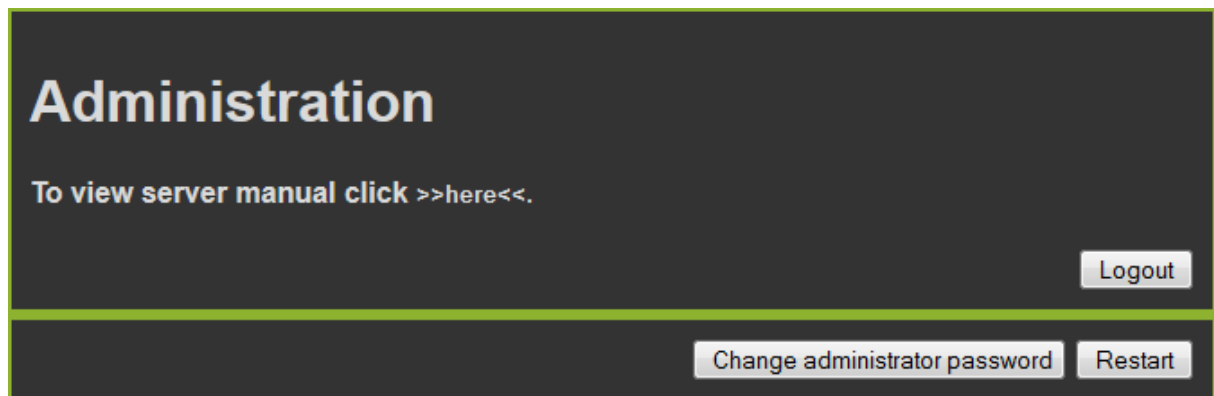 Administration
To view server manual click >>here<<.
Logout
Change administrator password Restart